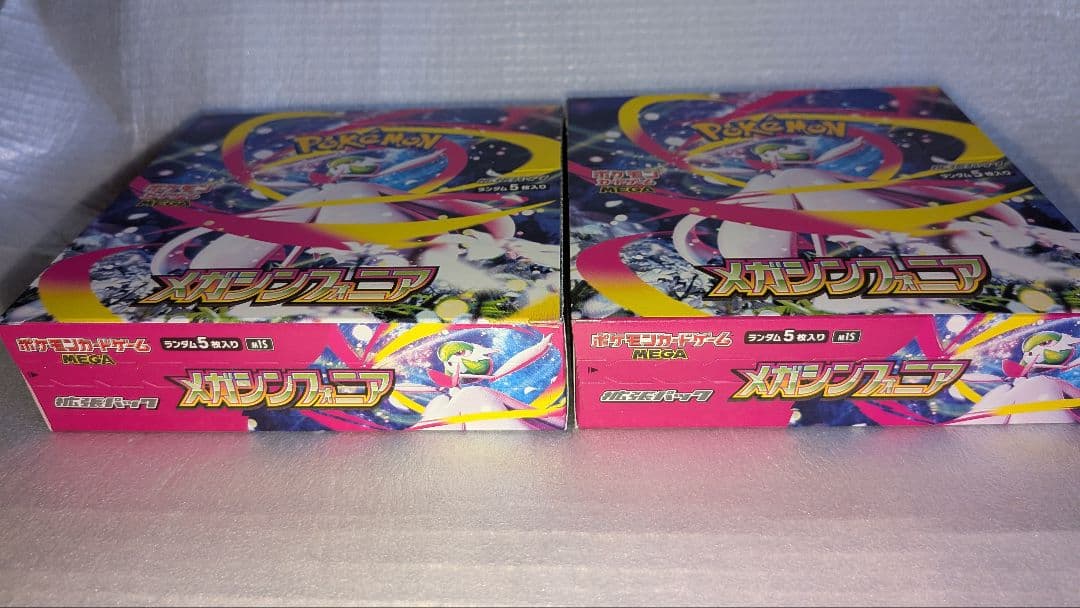 POKÉMON
ポケモン
カードゲーム
MEGA
ランダム5枚入り
メガシンフォニア
ポケモンカードゲーム
MEGA
ランダム5枚入り M1S
拡張パック
メガシンフォニア
POKÉMON
ポケモン
カードゲーム
MEGA
ランダム5枚入り
メガシンフォニア
ポケモンカードゲーム
MEGA
ランダム5枚入り M1S
拡張パック
メガシンフォニア